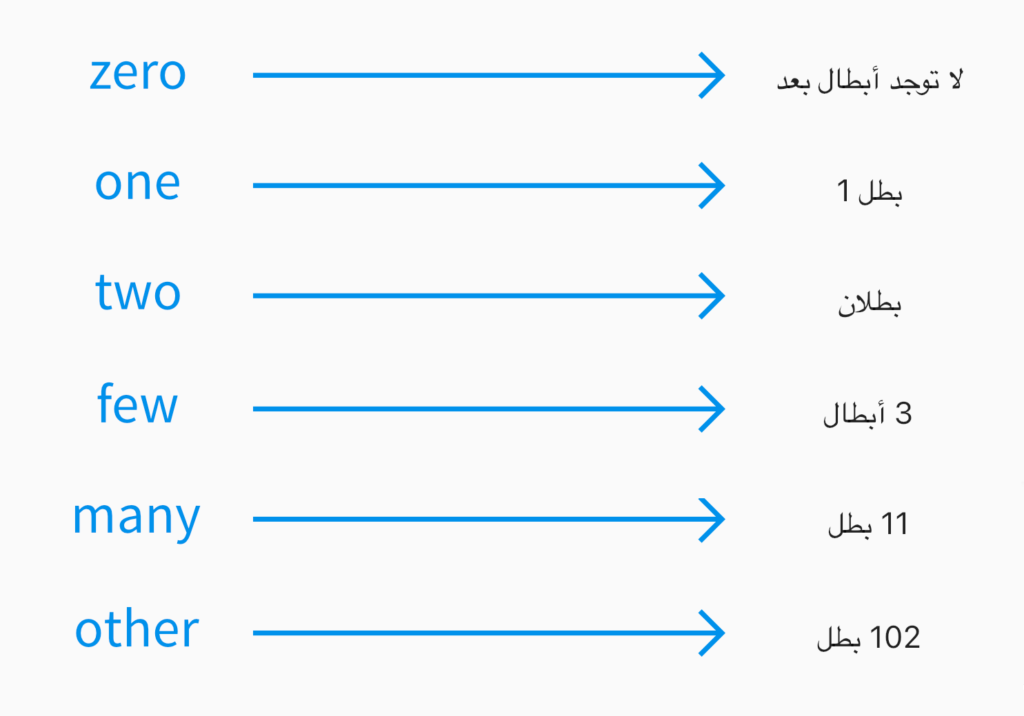 zero لا توجد أبطال بعد
one بطل 1
two بطلان
few 3 أبطال
many 11 بطل
other 102 بطل